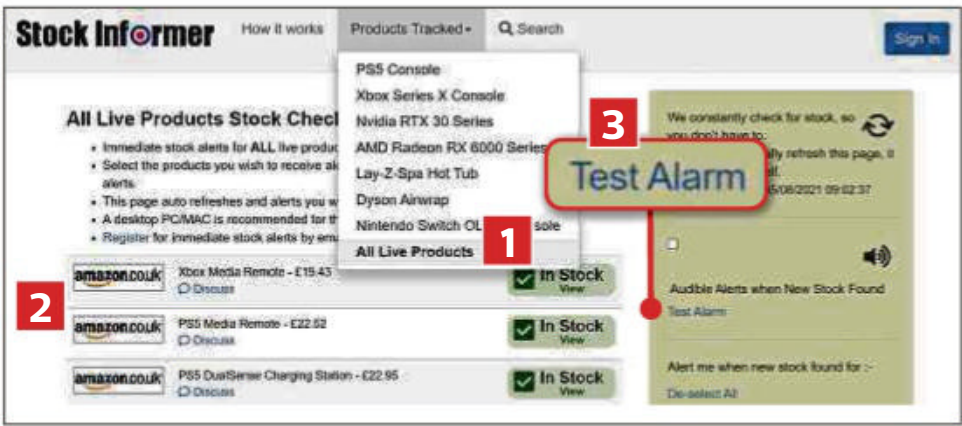 Stock Informer How it works Products Tracked Search Sign In
PS5 Console
Xbox Series X Console
Nvidia RTX 30 Series
AMD Radeon RX 6000 Series
Lay-Z-Spa Hot Tub
Dyson Airwrap
Nintendo Switch OL sole
All Live Products
1
All Live Products Stock Chec
• Immediate stock alerts for ALL live produc
• Select the products you wish to receive al
alerts.
• This page auto refreshes and alerts you w
• A desktop PC/MAC is recommended for th
• Register for immediate stock alerts by ema
2
amazon.co.uk Xbox Media Remote - £19.43 In Stock
Discuss View
amazon.co.uk PS5 Media Remote - £22.52 In Stock
Discuss View
amazon.co.uk PS5 DualSense Charging Station - £22.95 In Stock
Discuss View
We constantly check for stock, so
you don't have to:
lly refresh this page, it
lf.
5/08/2021 09:02:37
3
Test Alarm
Audible Alerts when New Stock Found
Test Alarm
Alert me when new stock found for :-
De-select All